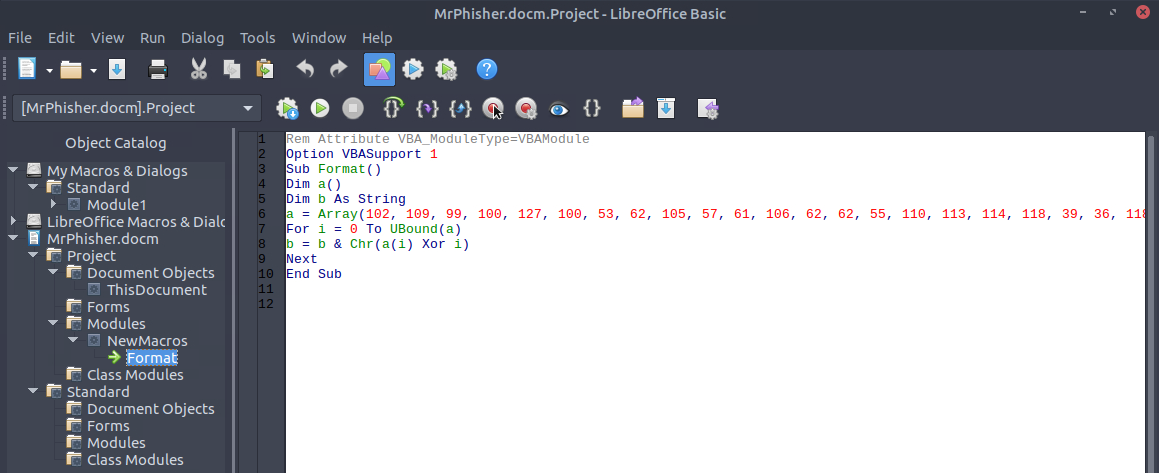 MrPhisher.docm.Project - LibreOffice Basic
File Edit View Run Dialog Tools Window Help
[MrPhisher.docm].Project
Object Catalog
My Macros & Dialogs
Standard
Module1
LibreOffice Macros & Dialo
MrPhisher.docm
Project
Document Objects
ThisDocument
Forms
Modules
NewMacros
Format
Class Modules
Standard
Document Objects
Forms
Modules
Class Modules
1 Rem Attribute VBA_ModuleType=VBAModule
2 Option VBASupport 1
3 Sub Format()
4 Dim a()
5 Dim b As String
6 a = Array(102, 109, 99, 100, 127, 100, 53, 62, 105, 57, 61, 106, 62, 62, 55, 110, 113, 114, 118, 39, 36, 118
7 For i = 0 To UBound(a)
8 b = b & Chr(a(i) Xor i)
9 Next
10 End Sub
11
12